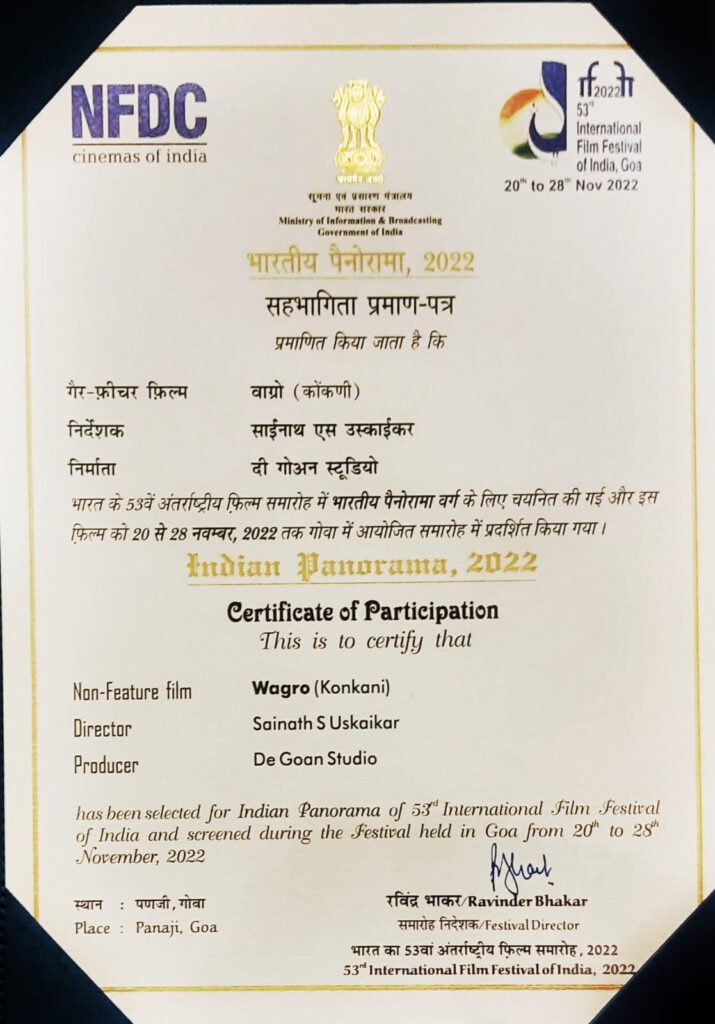 NFDC
cinemas of india
सत्यमेव जयते
सूचना एवं प्रसारण मंत्रालय
भारत सरकार
Ministry of Information & Broadcasting
Government of India
2022
53rd
International
Film Festival
of India, Goa
20th to 28th Nov 2022
भारतीय पैनोरामा, 2022
सहभागिता प्रमाण-पत्र
प्रमाणित किया जाता है कि
गैर-फ़ीचर फ़िल्म वाग्रो (कोंकणी)
निर्देशक साईनाथ एस उस्काईकर
निर्माता दी गोअन स्टूडियो
भारत के 53वें अंतर्राष्ट्रीय फ़िल्म समारोह में भारतीय पैनोरामा वर्ग के लिए चयनित की गई और इस
फ़िल्म को 20 से 28 नवम्बर, 2022 तक गोवा में आयोजित समारोह में प्रदर्शित किया गया।
Indian Panorama, 2022
Certificate of Participation
This is to certify that
Non-Feature film Wagro (Konkani)
Director Sainath S Uskaikar
Producer De Goan Studio
has been selected for Indian Panorama of 53rd International Film Festival
of India and screened during the Festival held in Goa from 20th to 28th
November, 2022
स्थान : पणजी, गोवा
Place : Panaji, Goa
रविंद्र भाकर/Ravinder Bhakar
समारोह निदेशक/Festival Director
भारत का 53वां अंतर्राष्ट्रीय फ़िल्म समारोह, 2022
53rd International Film Festival of India, 2022